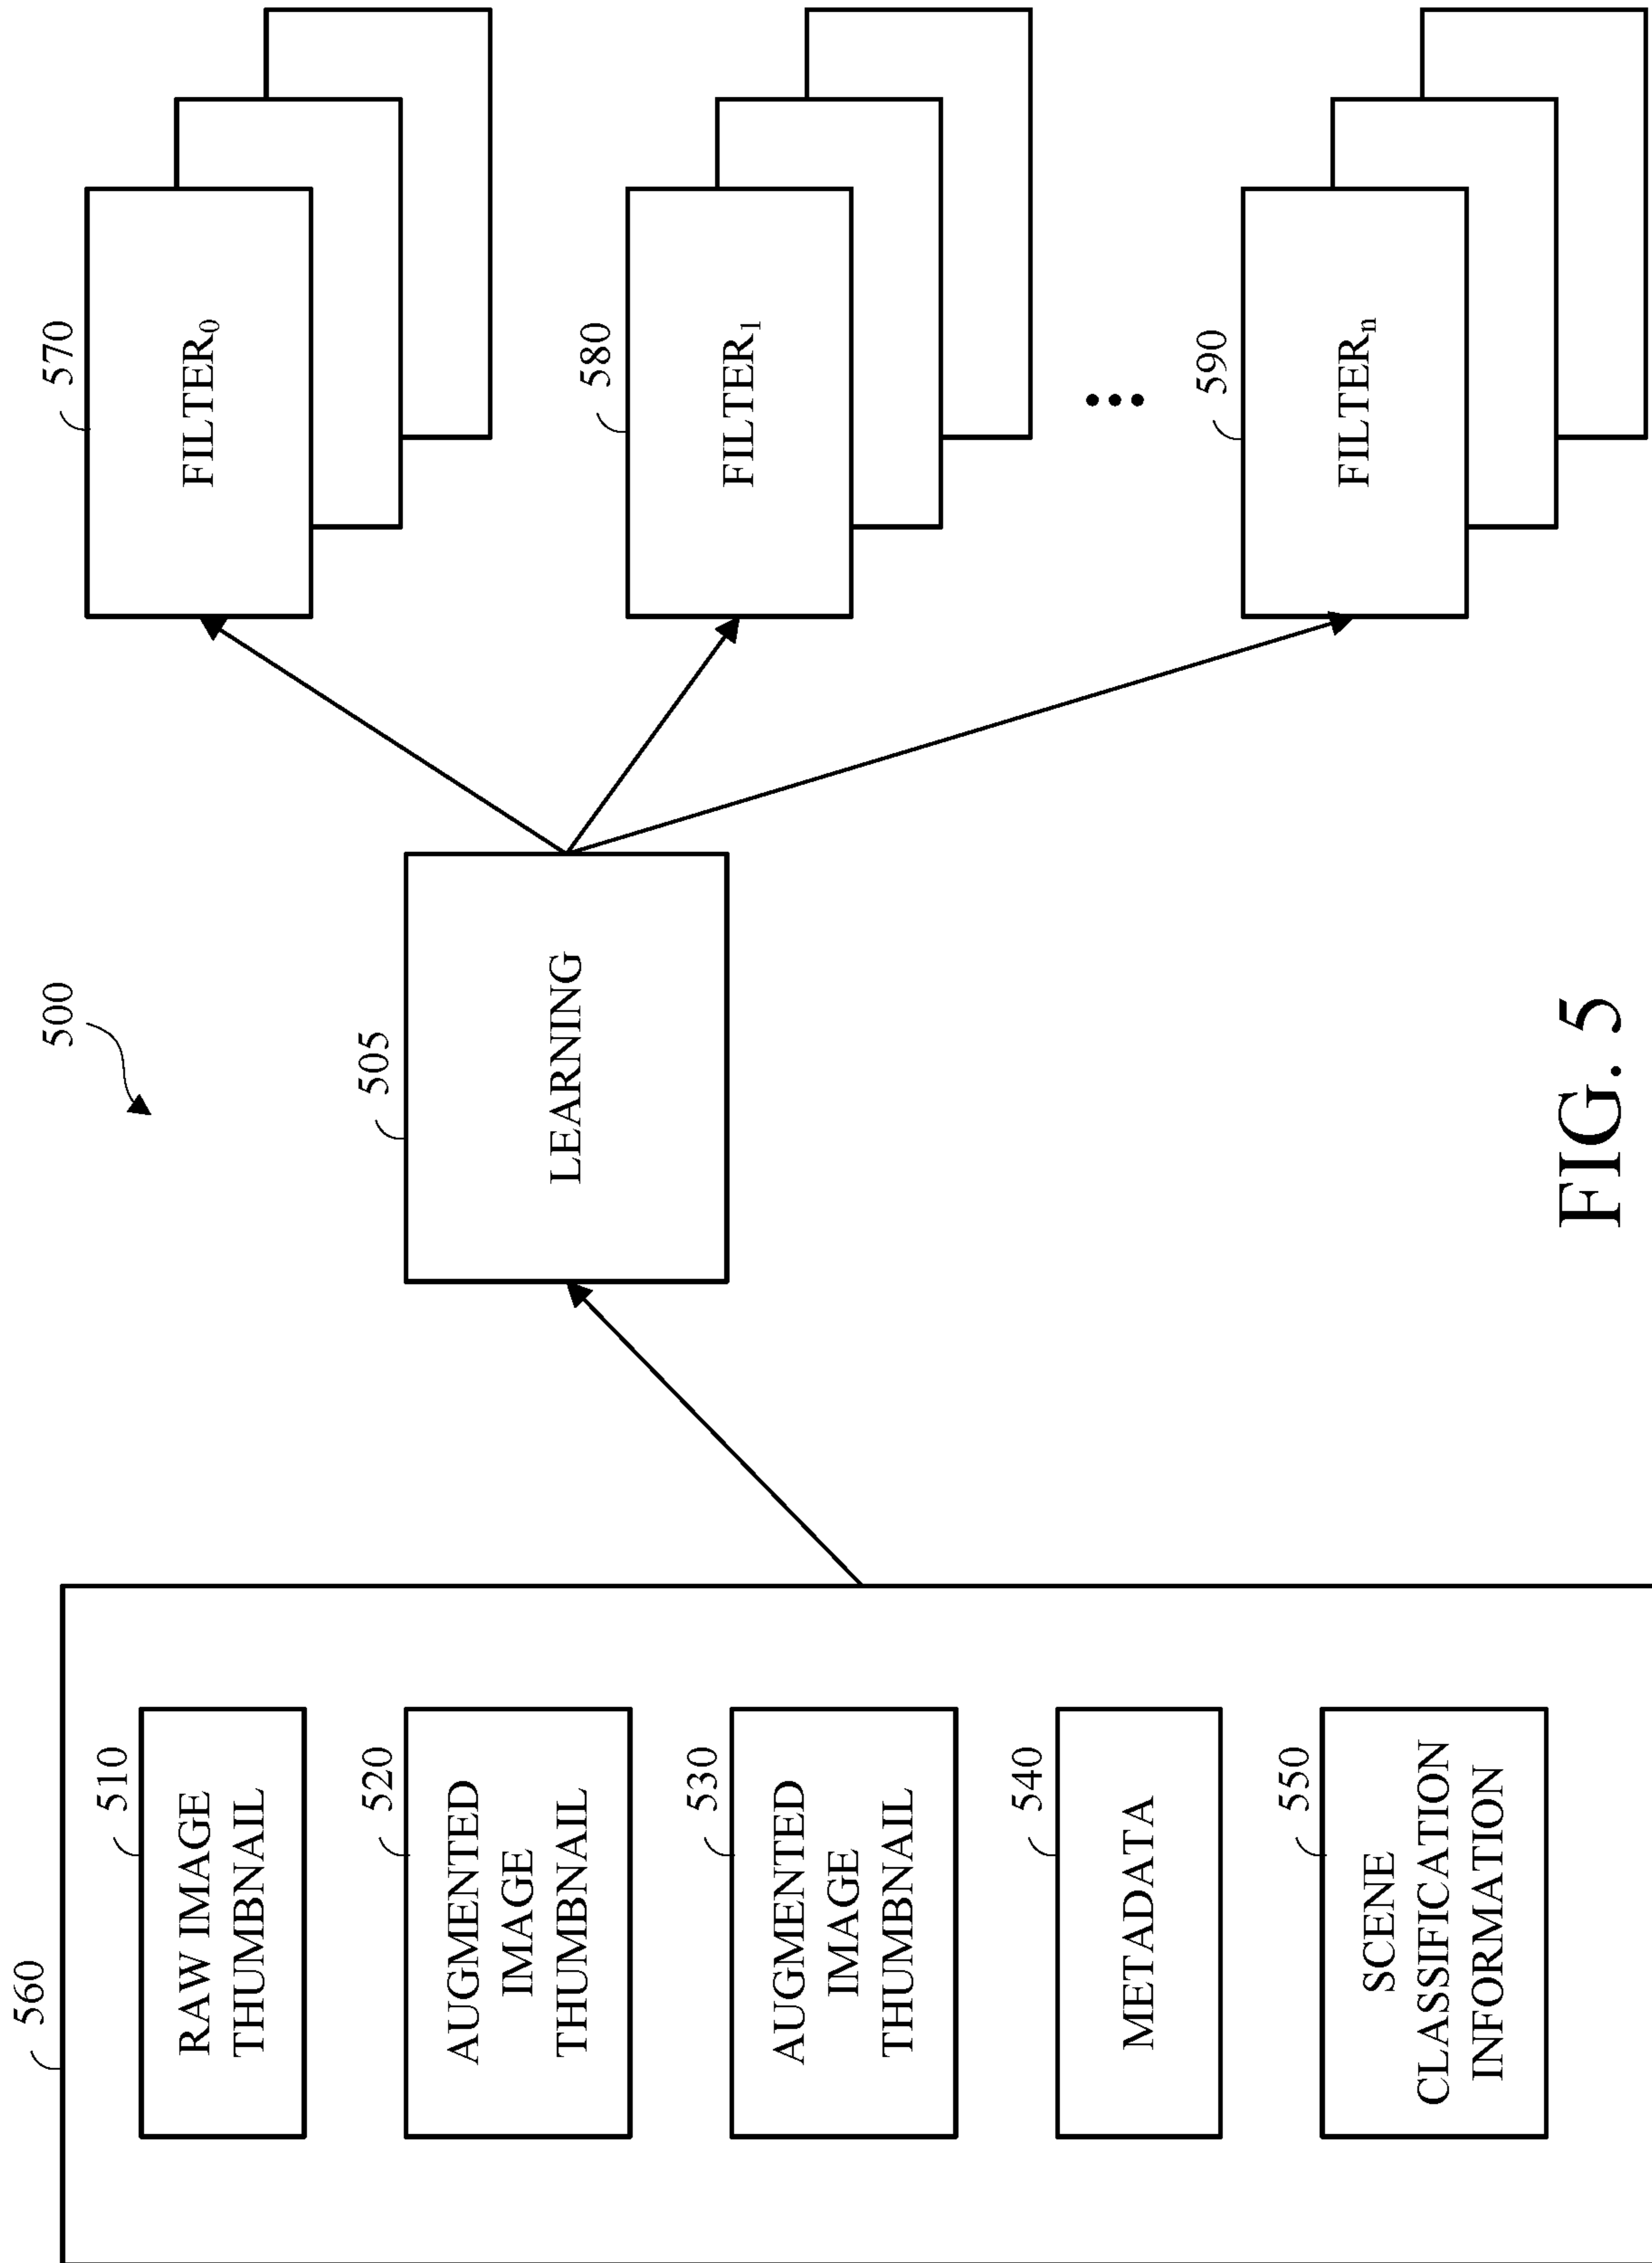 500
560
510
RAW IMAGE
THUMBNAIL
520
AUGMENTED
IMAGE
THUMBNAIL
530
AUGMENTED
IMAGE
THUMBNAIL
540
METADATA
550
SCENE
CLASSIFICATION
INFORMATION
505
LEARNING
570
FILTER₀
580
FILTER₁
590
FILTERₙ
FIG. 5